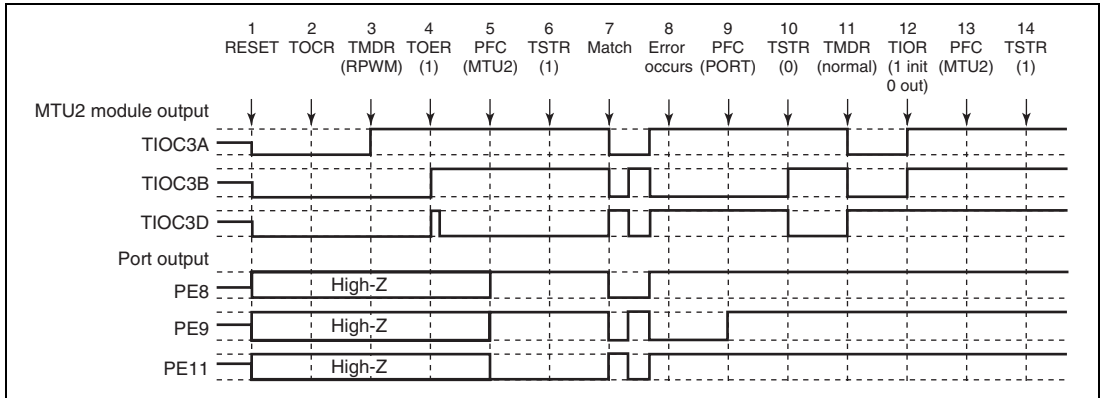 1 2 3 4 5 6 7 8 9 10 11 12 13 14
RESET TOCR TMDR TOER PFC TSTR Match Error PFC TSTR TMDR TIOR PFC TSTR
(RPWM) (1) (MTU2) (1) occurs (PORT) (0) (normal) (1 init (MTU2) (1)
0 out)
MTU2 module output
TIOC3A
TIOC3B
TIOC3D
Port output
PE8 High-Z
PE9 High-Z
PE11 High-Z